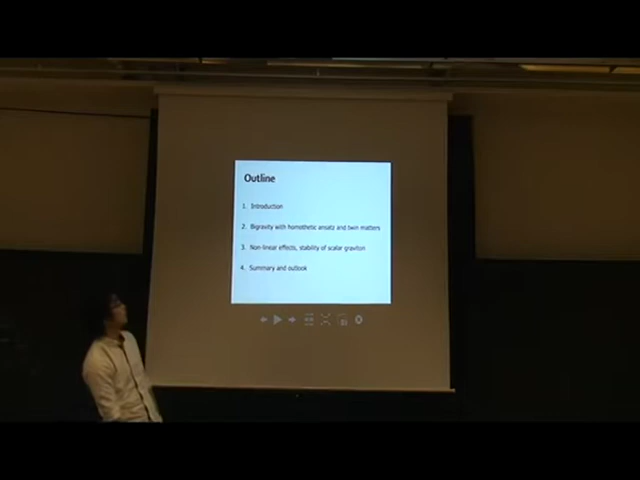 Outline
1. Introduction
2. Bigravity with homothetic ansatz and twin matters
3. Non-linear effects, stability of scalar graviton
4. Summary and outlook